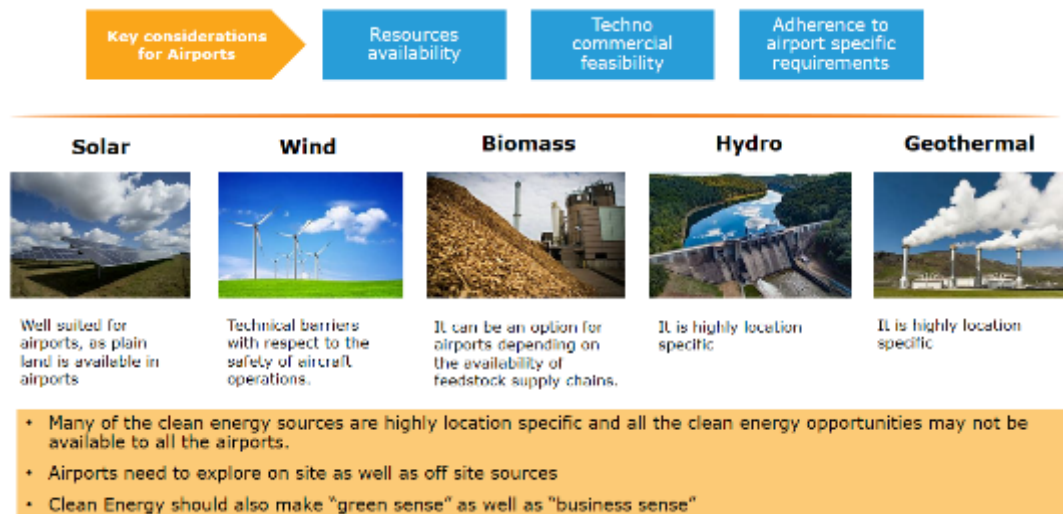 Key considerations
for Airports
Resources
availability
Techno
commercial
feasibility
Adherence to
airport specific
requirements
Solar
Wind
Biomass
Hydro
Geothermal
Well suited for
airports, as plain
land is available in
airports
Technical barriers
with respect to the
safety of aircraft
operations.
It can be an option for
airports depending on
the availability of
feedstock supply chains.
It is highly location
specific
It is highly location
specific
• Many of the clean energy sources are highly location specific and all the clean energy opportunities may not be
available to all the airports.
• Airports need to explore on site as well as off site sources
• Clean Energy should also make “green sense” as well as “business sense”